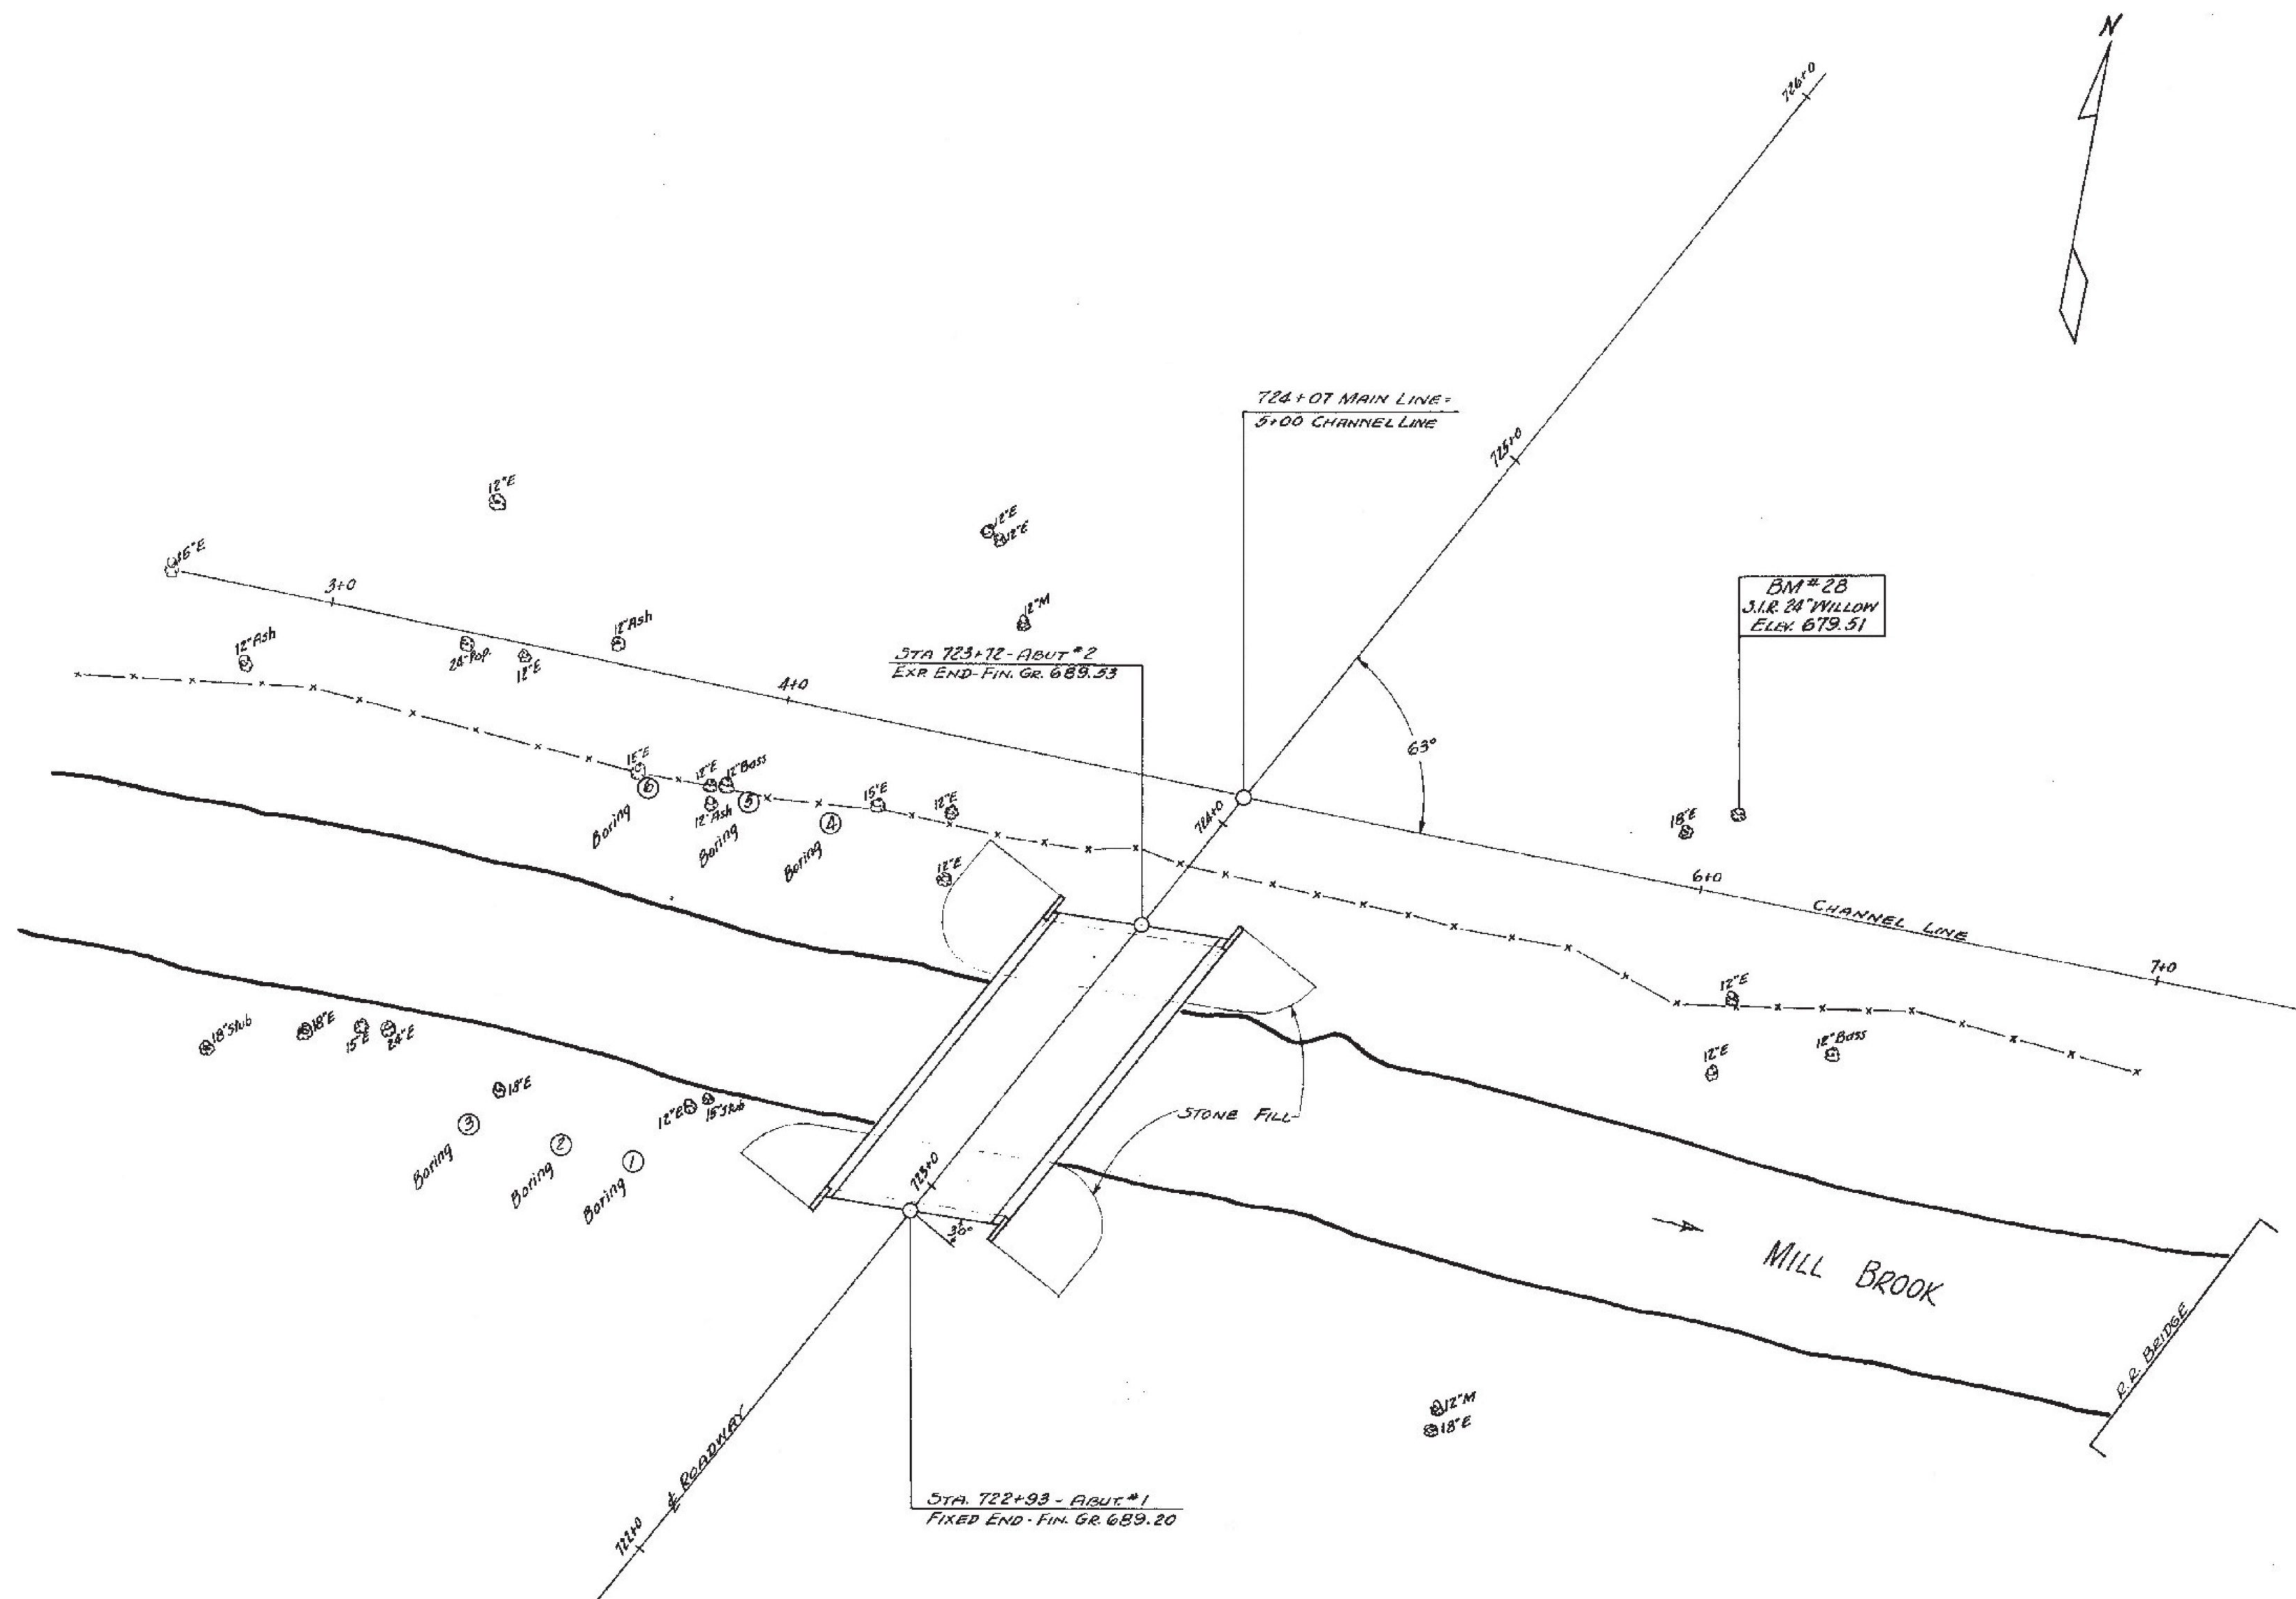 N
726+0
724+07 MAIN LINE =
5+00 CHANNEL LINE
725+0
12"E
12"E
12"E
36"E
3+0
BM #28
S.I.R. 24" WILLOW
ELEV. 679.51
12"M
12"Ash
12"Ash
24" Pop.
12"E
STA 723+72 - ABUT #2
EXP. END - FIN. GR. 689.53
4+0
63°
15"E
12"E
12"Bass
6
5
12"Ash
15"E
12"E
4
Boring
Boring
Boring
724+0
18"E
12"E
6+0
CHANNEL LINE
7+0
12"E
18"Stub
18"E
15"E
24"E
12"Bass
12"E
18"E
12"E
15"Stub
STONE FILL
3
2
1
Boring
Boring
Boring
723+0
36°
MILL BROOK
R.R. BRIDGE
12"M
18"E
℄ ROADWAY
STA. 722+93 - ABUT. #1
FIXED END - FIN. GR. 689.20
722+0